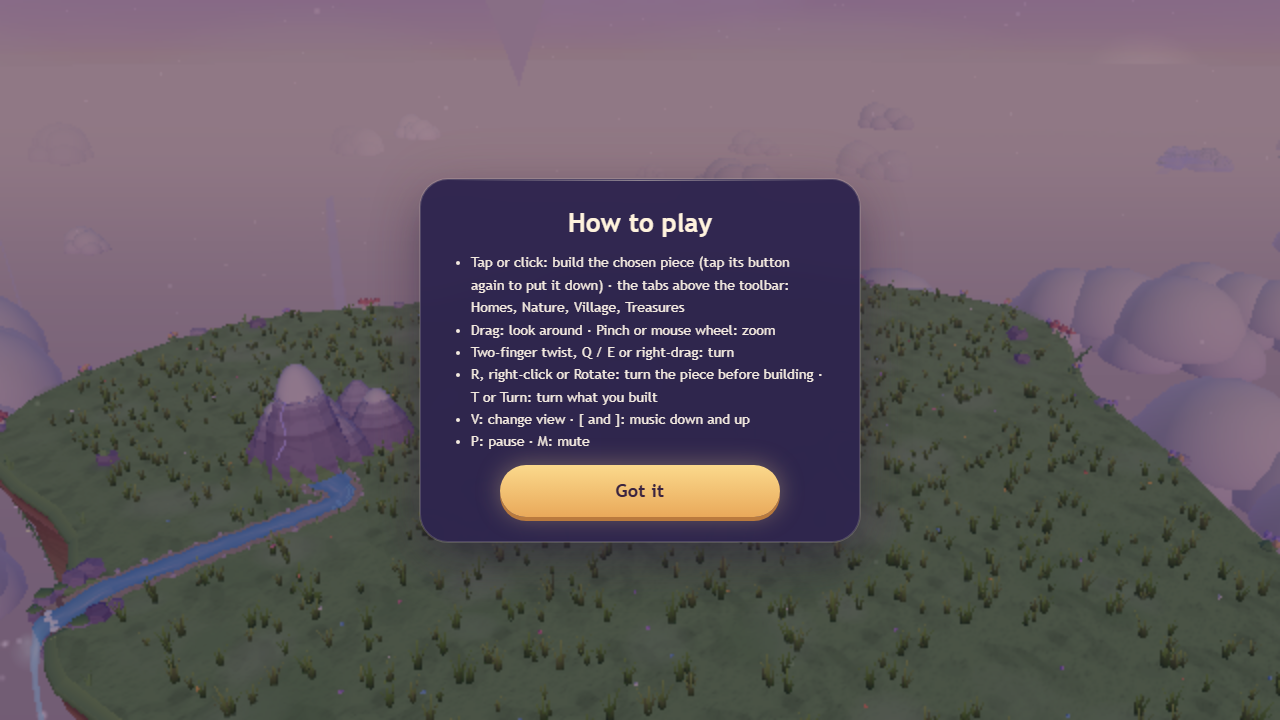 How to play
• Tap or click: build the chosen piece (tap its button
again to put it down) · the tabs above the toolbar:
Homes, Nature, Village, Treasures
• Drag: look around · Pinch or mouse wheel: zoom
• Two-finger twist, Q / E or right-drag: turn
• R, right-click or Rotate: turn the piece before building ·
T or Turn: turn what you built
• V: change view · [ and ]: music down and up
• P: pause · M: mute
Got it